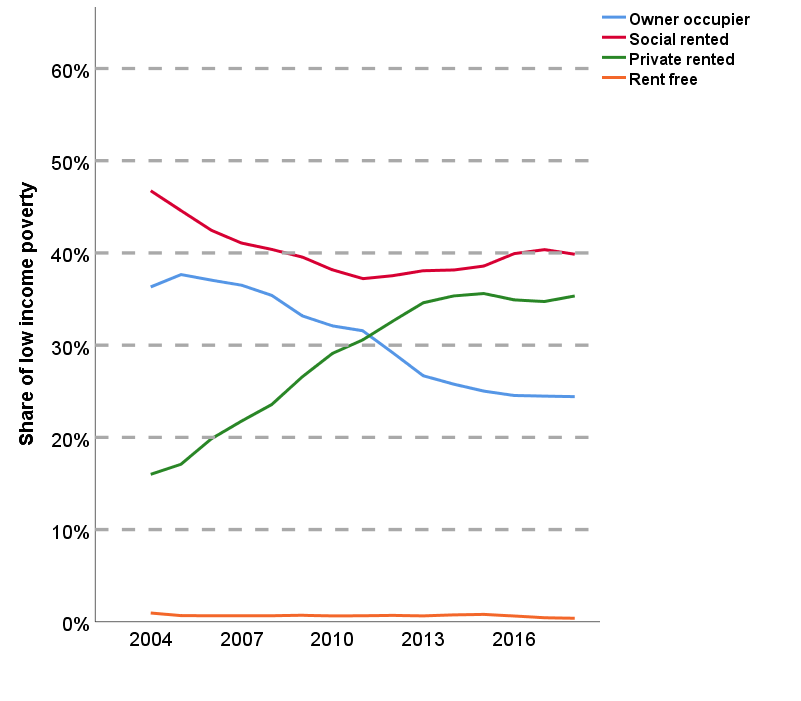 Owner occupier
Social rented
Private rented
Rent free
Share of low income poverty
60%
50%
40%
30%
20%
10%
0%
2004 2007 2010 2013 2016